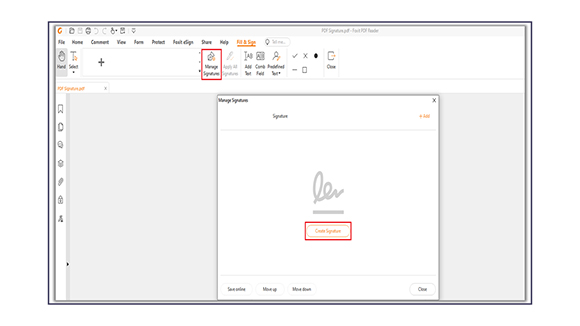 PDF Signature.pdf - Foxit PDF Reader
File Home Comment View Form Protect Foxit eSign Share Help Fill & Sign Tell me...
Hand Select Manage Signatures Apply All Signatures Add Text Comb Field Predefined Text Close
PDF Signature.pdf x
Manage Signatures X
Signature + Add
Create Signature
Save online Move up Move down Close